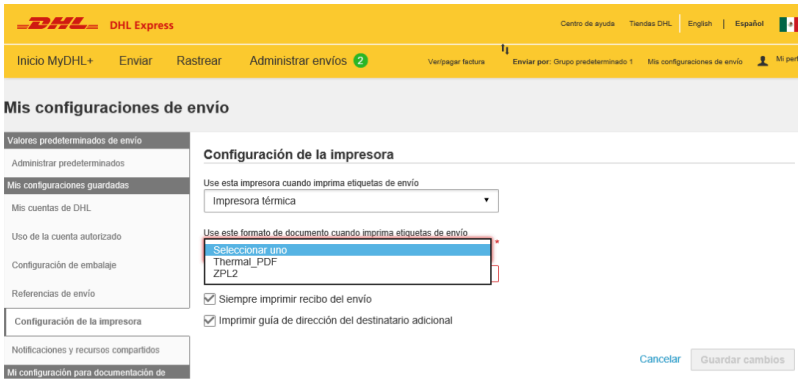 DHL DHL Express
Centro de ayuda Tiendas DHL English Español
Inicio MyDHL+ Enviar Rastrear Administrar envíos 2 Ver/pagar factura Enviar por: Grupo predeterminado 1 Mis configuraciones de envío Mi perf
Mis configuraciones de envío
Valores predeterminados de envío
Administrar predeterminados
Mis configuraciones guardadas
Mis cuentas de DHL
Uso de la cuenta autorizado
Configuración de embalaje
Referencias de envío
Configuración de la impresora
Notificaciones y recursos compartidos
Mi configuración para documentación de
Configuración de la impresora
Use esta impresora cuando imprima etiquetas de envío
Impresora térmica
Use este formato de documento cuando imprima etiquetas de envío
*
Seleccionar uno
Thermal_PDF
ZPL2
Siempre imprimir recibo del envío
Imprimir guía de dirección del destinatario adicional
Cancelar Guardar cambios